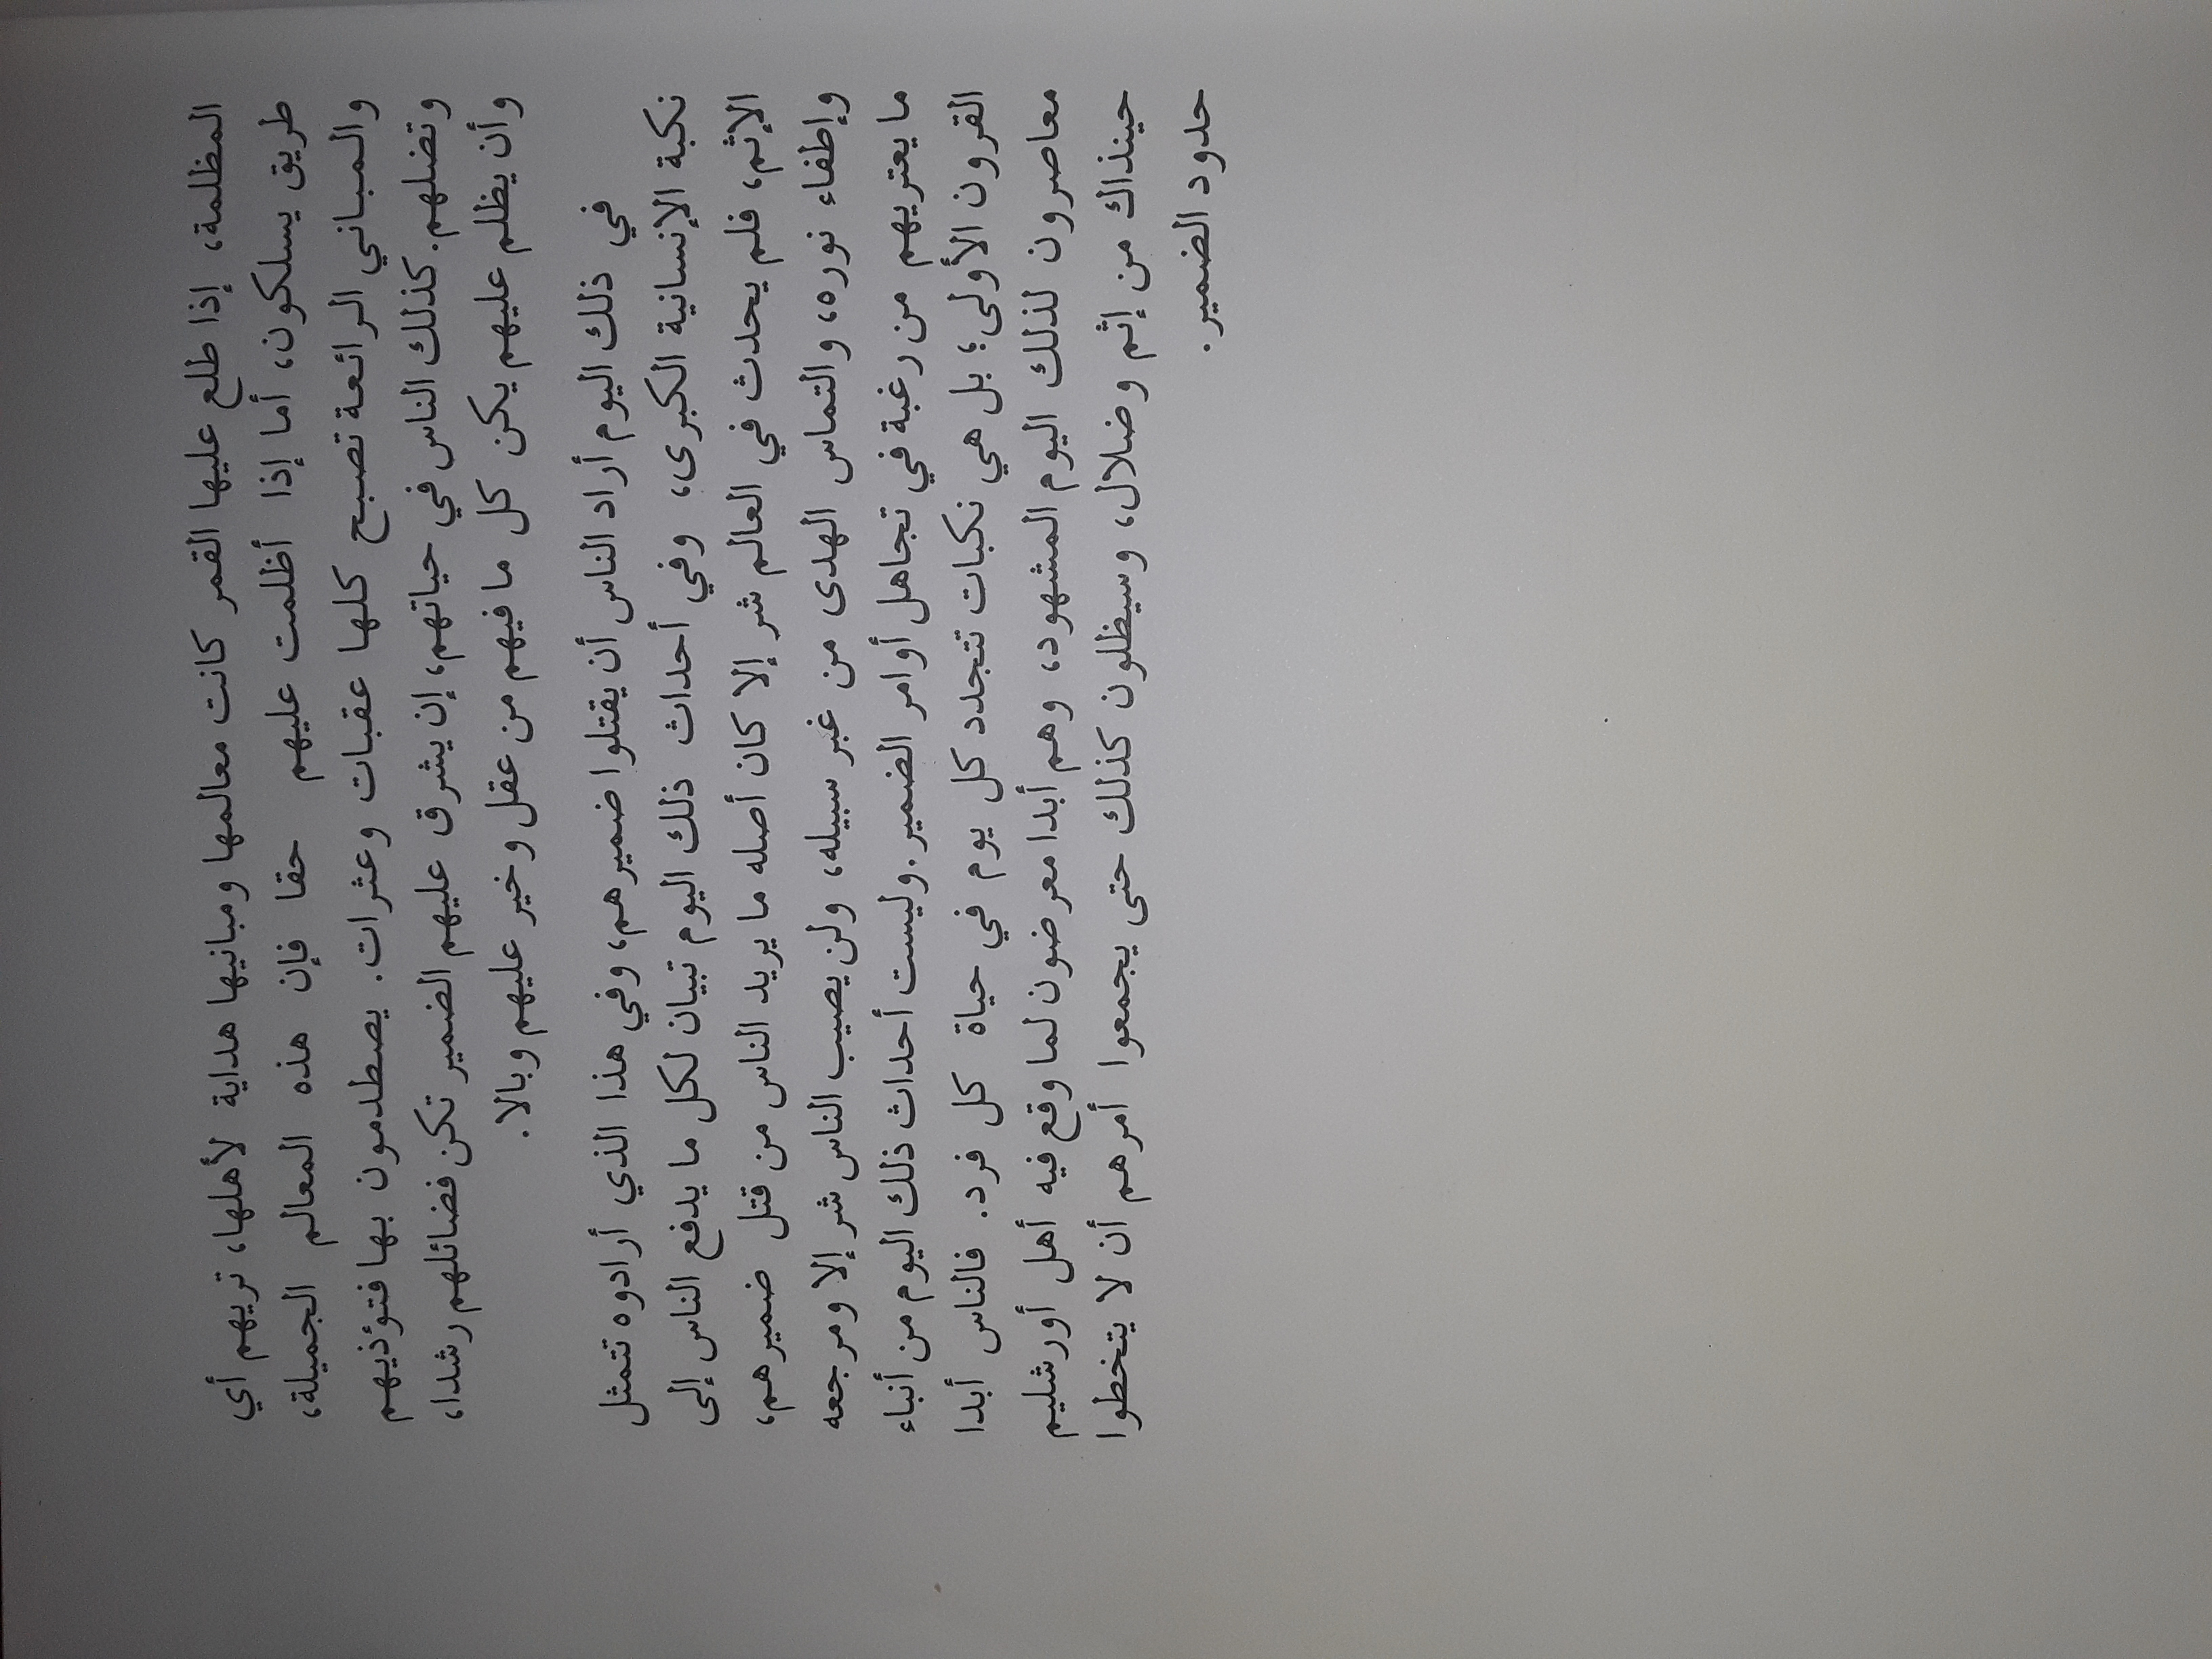 المظلمة، إذا طلع عليها القمر كانت معالمها ومبانيها هداية لأهلها، تريهم أي
طريق يسلكون، أما إذا أظلمت عليهم حقا فإن هذه المعالم الجميلة،
والمباني الرائعة تصبح كلها عقبات وعثرات. يصطدمون بها فتؤذيهم
وتضلهم. كذلك الناس في حياتهم، إن يشرق عليهم الضمير تكن فضائلهم رشدا،
وأن يظلم عليهم يكن كل ما فيهم من عقل وخير عليهم وبالا.
في ذلك اليوم أراد الناس أن يقتلوا ضميرهم، وفي هذا الذي أرادوه تتمثل
نكبة الإنسانية الكبرى، وفي أحداث ذلك اليوم تبيان لكل ما يدفع الناس إلى
الإثم، فلم يحدث في العالم شر إلا كان أصله ما يريد الناس من قتل ضميرهم،
وإطفاء نوره، والتماس الهدى من غبر سبيله، ولن يصيب الناس شر إلا ومرجعه
ما يعتريهم من رغبة في تجاهل أوامر الضمير. وليست أحداث ذلك اليوم من أنباء
القرون الأولى؛ بل هي نكبات تتجدد كل يوم في حياة كل فرد. فالناس أبدا
معاصرون لذلك اليوم المشهود، وهم أبدا معرضون لما وقع فيه أهل أورشليم
حينذاك من إثم وضلال، وسيظلون كذلك حتى يجمعوا أمرهم أن لا يتخطوا
حدود الضمير.